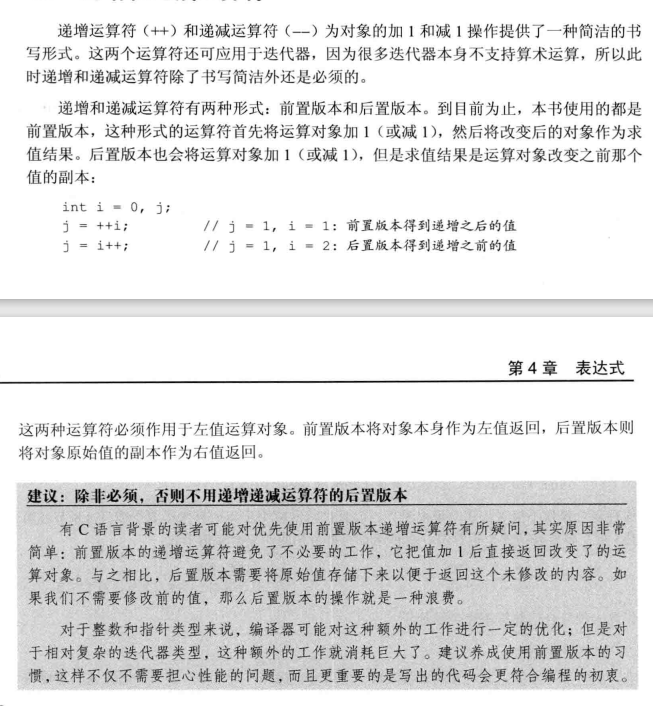 递增运算符（++）和递减运算符（--）为对象的加 1 和减 1 操作提供了一种简洁的书
写形式。这两个运算符还可应用于迭代器，因为很多迭代器本身不支持算术运算，所以此
时递增和递减运算符除了书写简洁外还是必须的。
递增和递减运算符有两种形式：前置版本和后置版本。到目前为止，本书使用的都是
前置版本，这种形式的运算符首先将运算对象加 1（或减 1），然后将改变后的对象作为求
值结果。后置版本也会将运算对象加 1（或减 1），但是求值结果是运算对象改变之前那个
值的副本：
int i = 0, j;
j = ++i; // j = 1, i = 1: 前置版本得到递增之后的值
j = i++; // j = 1, i = 2: 后置版本得到递增之前的值
第 4 章 表达式
这两种运算符必须作用于左值运算对象。前置版本将对象本身作为左值返回，后置版本则
将对象原始值的副本作为右值返回。
建议：除非必须，否则不用递增递减运算符的后置版本
有 C 语言背景的读者可能对优先使用前置版本递增运算符有所疑问，其实原因非常
简单：前置版本的递增运算符避免了不必要的工作，它把值加 1 后直接返回改变了的运
算对象。与之相比，后置版本需要将原始值存储下来以便于返回这个未修改的内容。如
果我们不需要修改前的值，那么后置版本的操作就是一种浪费。
对于整数和指针类型来说，编译器可能对这种额外的工作进行一定的优化；但是对
于相对复杂的迭代器类型，这种额外的工作就消耗巨大了。建议养成使用前置版本的习
惯，这样不仅不需要担心性能的问题，而且更重要的是写出的代码会更符合编程的初衷。